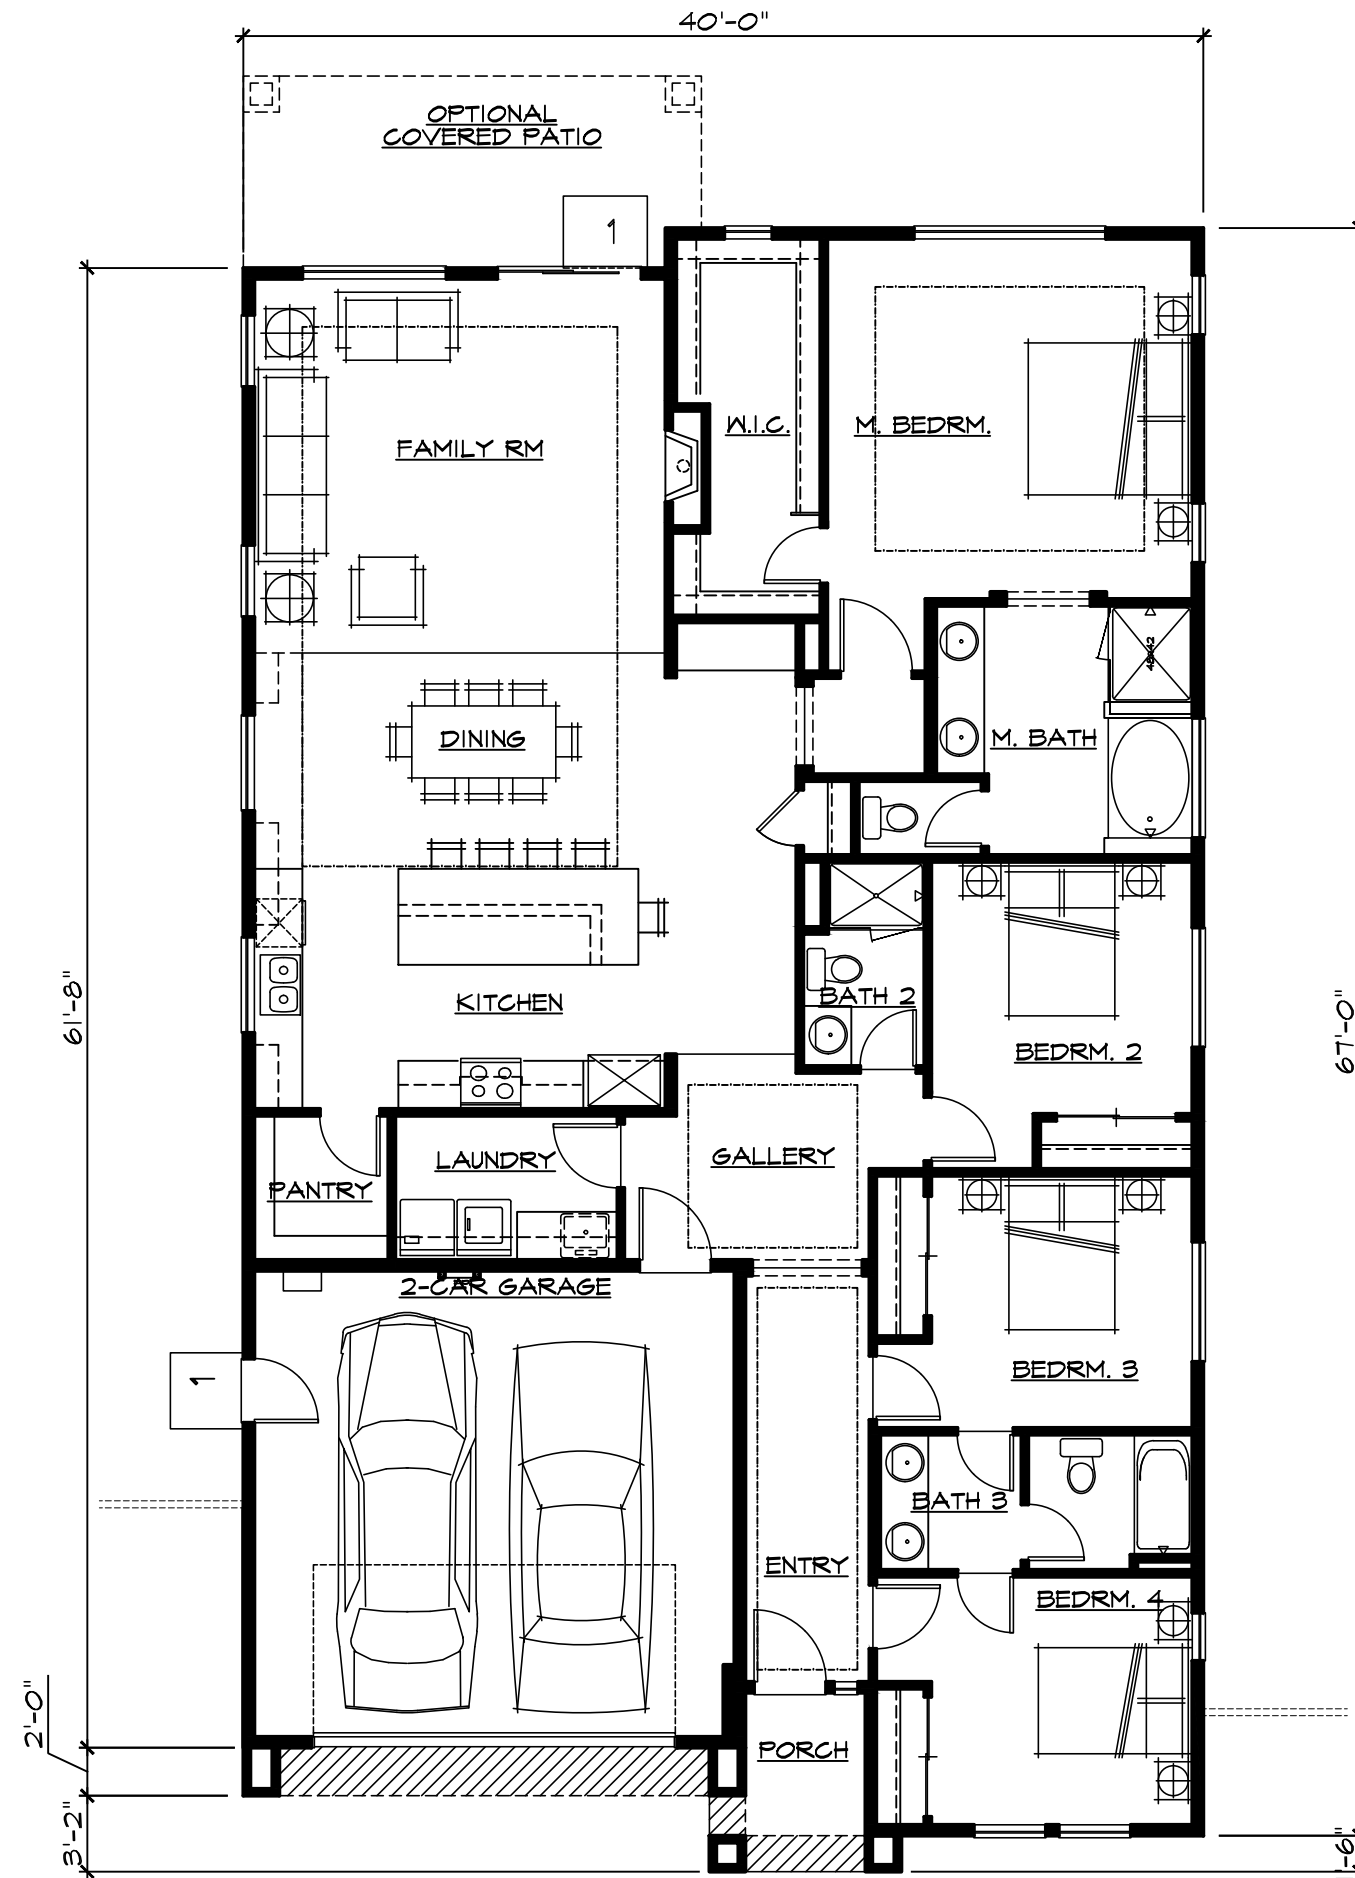 40'-0"
OPTIONAL
COVERED PATIO
1
W.I.C.
M. BEDRM.
FAMILY RM
DINING
M. BATH
61'-8"
67'-0"
BATH 2
KITCHEN
BEDRM. 2
LAUNDRY
GALLERY
PANTRY
2-CAR GARAGE
1
BEDRM. 3
BATH 3
ENTRY
BEDRM. 4
2'-0"
PORCH
3'-2"